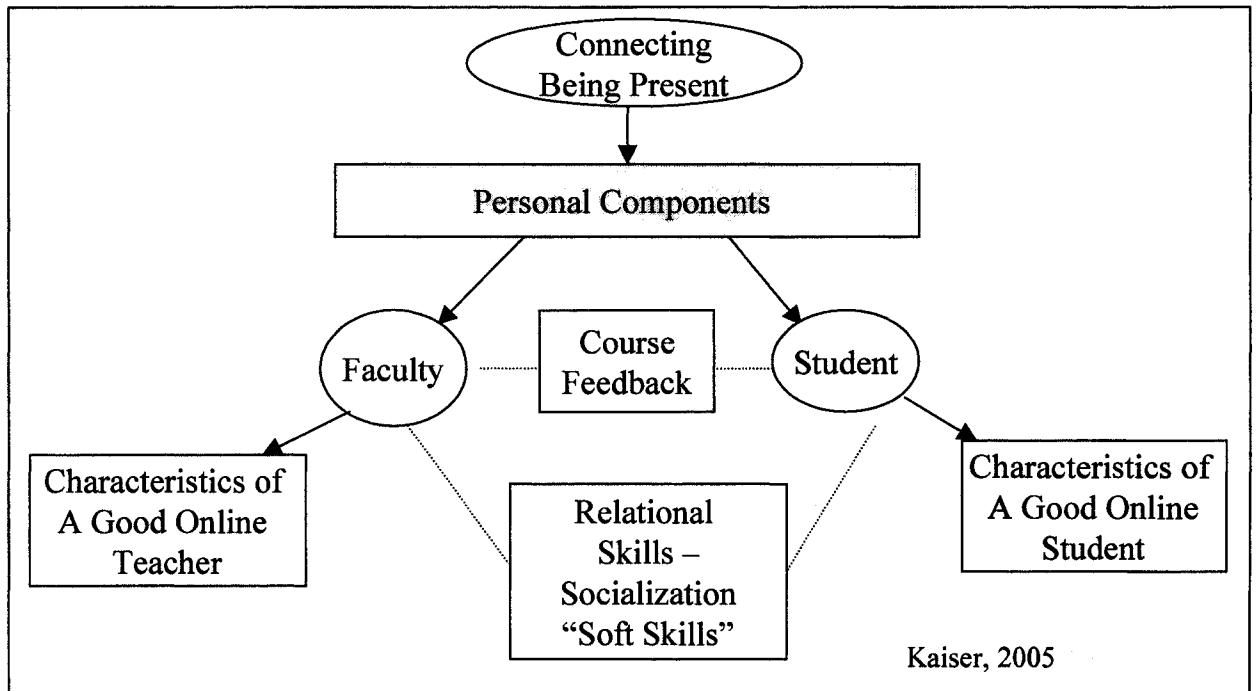 Connecting
Being Present
Personal Components
Faculty
Course
Feedback
Student
Characteristics of
A Good Online
Teacher
Relational
Skills –
Socialization
“Soft Skills”
Characteristics of
A Good Online
Student
Kaiser, 2005